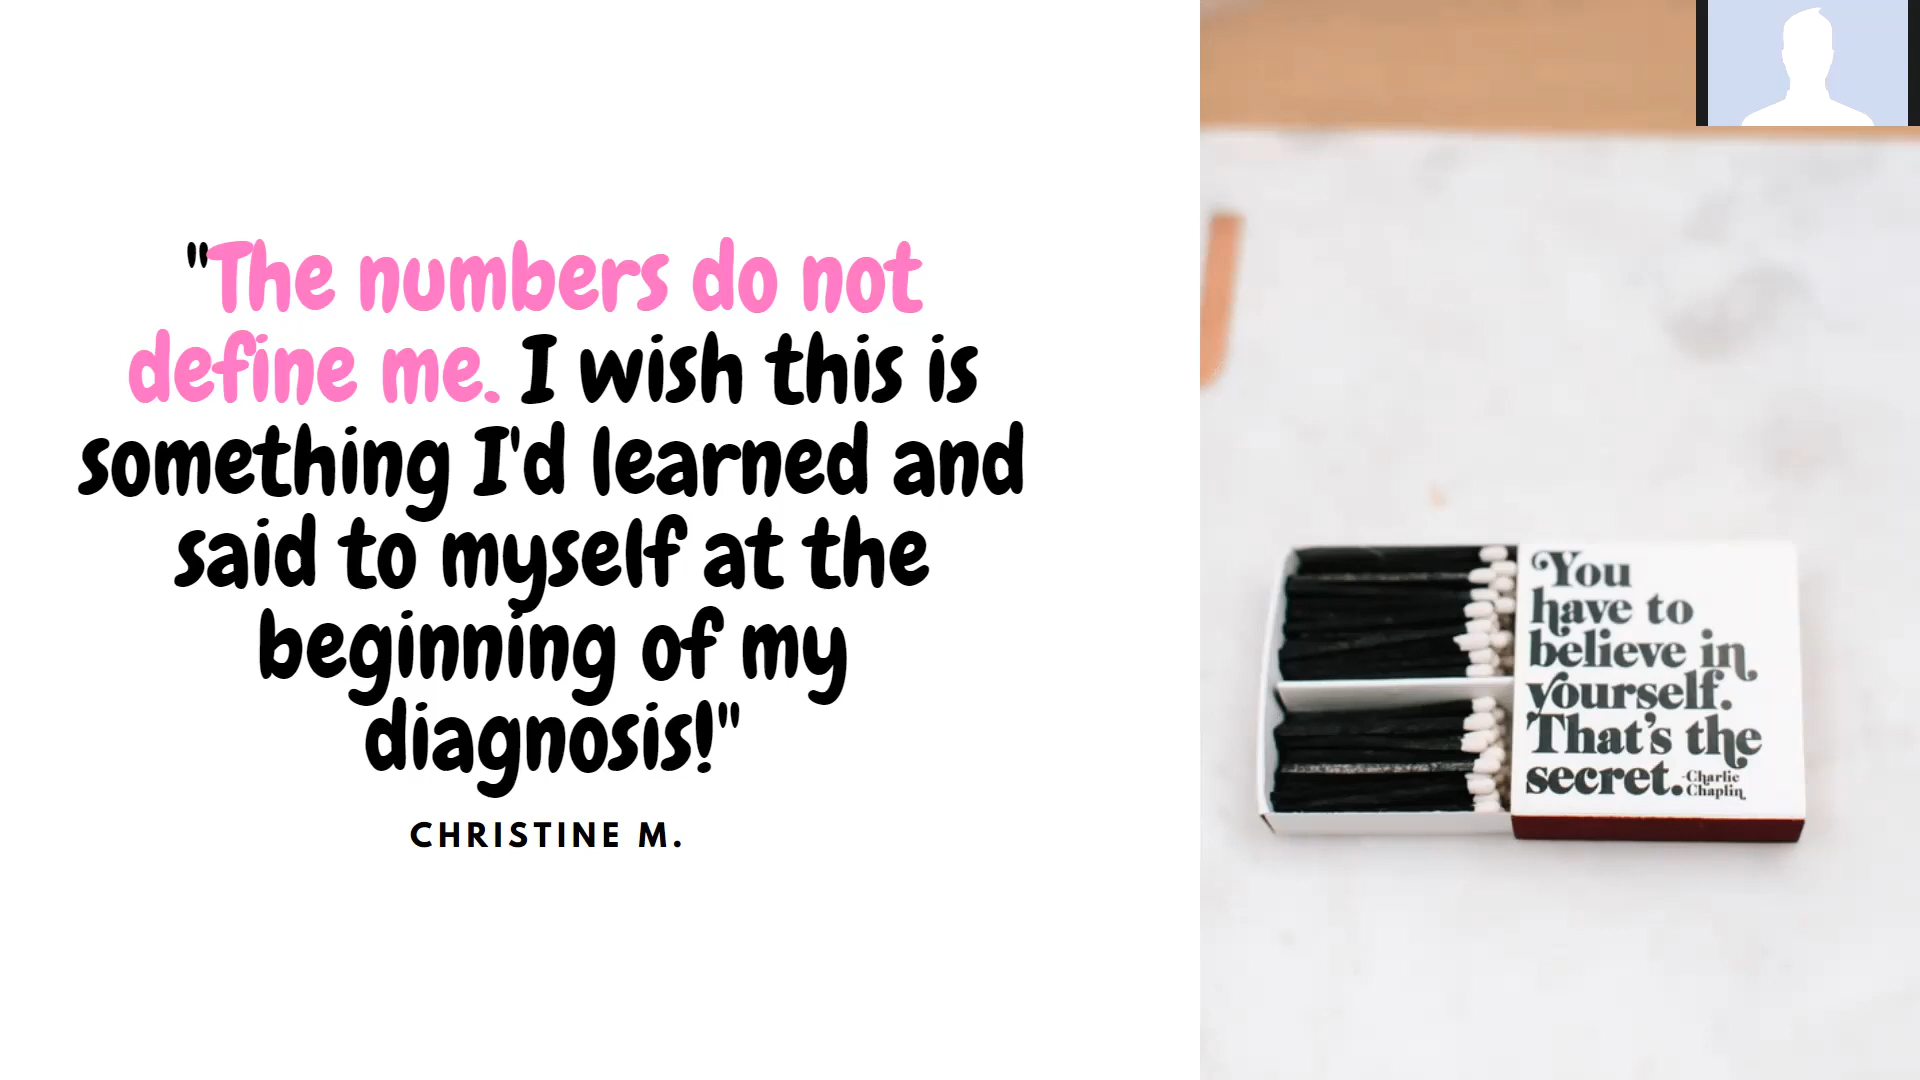 "The numbers do not
define me. I wish this is
something I'd learned and
said to myself at the
beginning of my
diagnosis!"
CHRISTINE M.
You
have to
believe in
yourself.
That's the
secret.
-Charlie
Chaplin